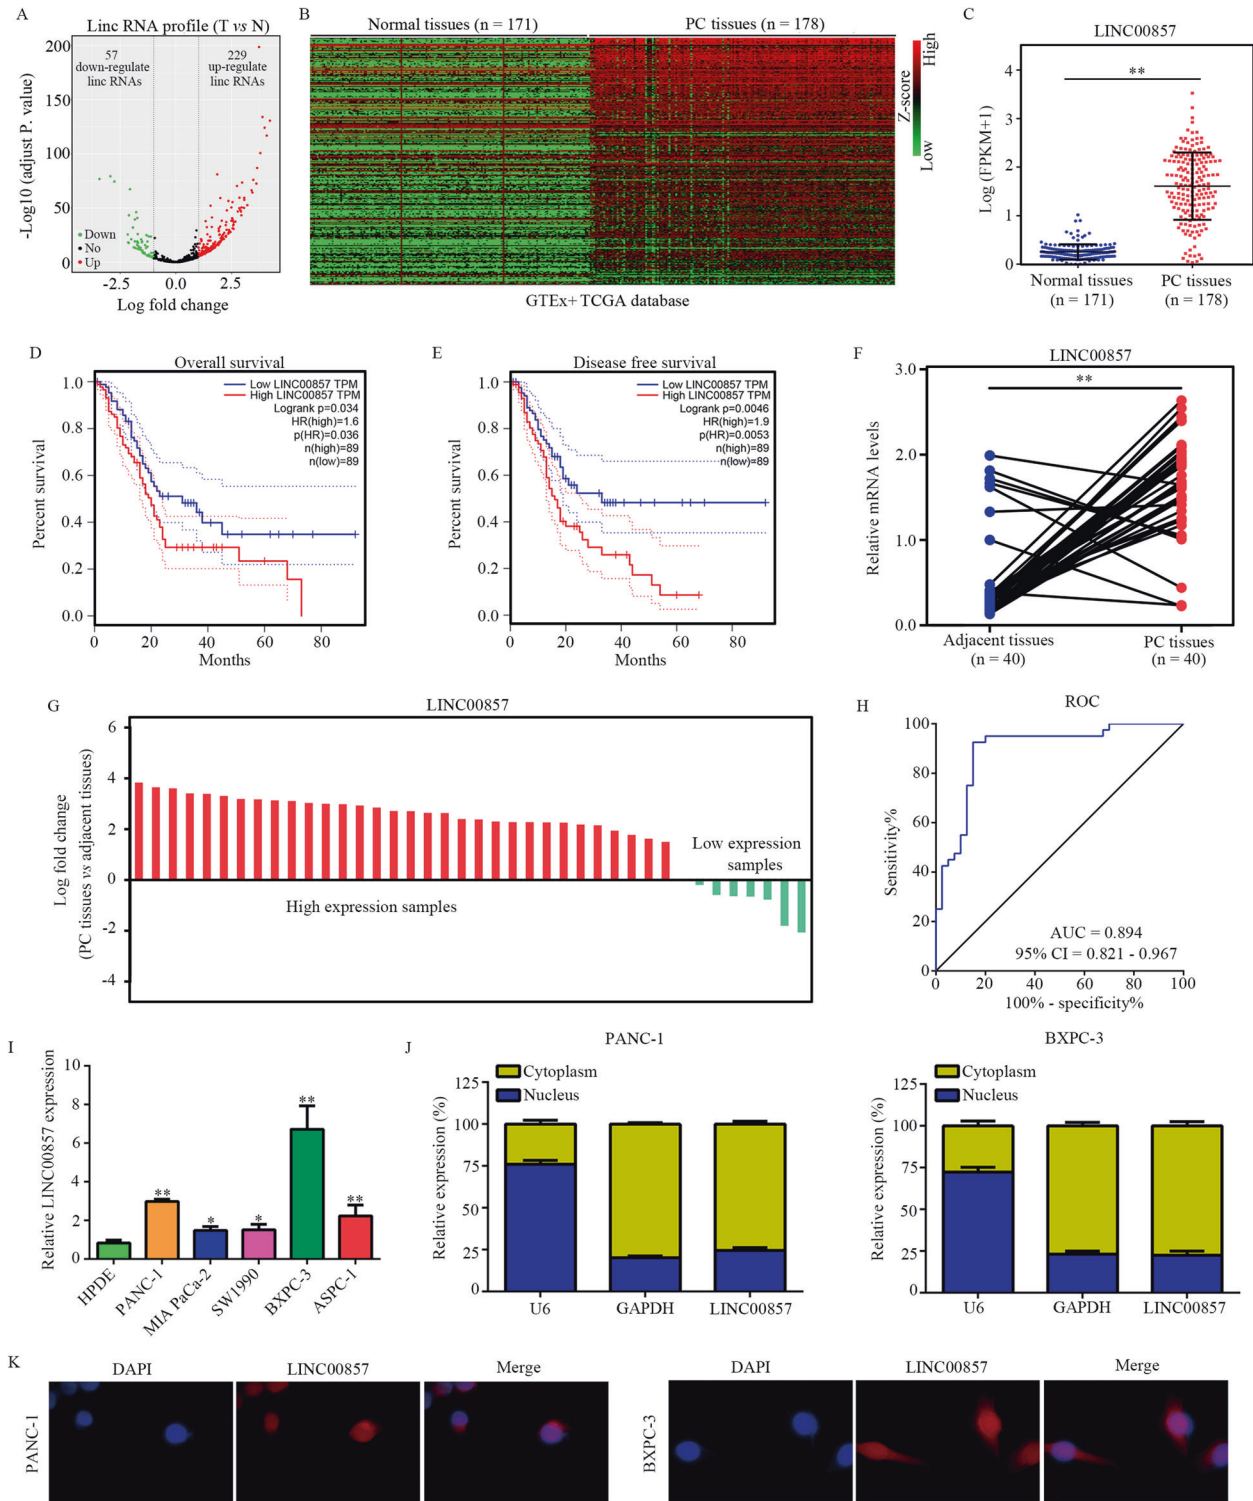 A
Linc RNA profile (T vs N)
57
down-regulate
linc RNAs
229
up-regulate
linc RNAs
-Log10 (adjust P. value)
200
150
100
50
0
Down
No
Up
-2.5
0.0
2.5
Log fold change
B
Normal tissues (n = 171)
PC tissues (n = 178)
GTEx+ TCGA database
High
Z-score
Low
C
LINC00857
**
Log (FPKM+1)
4
3
2
1
0
Normal tissues
(n = 171)
PC tissues
(n = 178)
D
Overall survival
Low LINC00857 TPM
High LINC00857 TPM
Logrank p=0.034
HR(high)=1.6
p(HR)=0.036
n(high)=89
n(low)=89
Percent survival
1.0
0.8
0.6
0.4
0.2
0.0
0
20
40
60
80
Months
E
Disease free survival
Low LINC00857 TPM
High LINC00857 TPM
Logrank p=0.0046
HR(high)=1.9
p(HR)=0.0053
n(high)=89
n(low)=89
Percent survival
1.0
0.8
0.6
0.4
0.2
0.0
0
20
40
60
80
Months
F
LINC00857
**
Relative mRNA levels
3.0
2.0
1.0
0.0
Adjacent tissues
(n = 40)
PC tissues
(n = 40)
G
LINC00857
Log fold change
(PC tissues vs adjacent tissues)
6
4
2
0
-2
-4
High expression samples
Low expression
samples
H
ROC
Sensitivity%
100
80
60
40
20
0
AUC = 0.894
95% CI = 0.821 - 0.967
0
20
40
60
80
100
100% - specificity%
I
Relative LINC00857 expression
10
8
6
4
2
0
**
*
*
**
**
HPDE
PANC-1
MIA PaCa-2
SW1990
BXPC-3
ASPC-1
J
PANC-1
Cytoplasm
Nucleus
Relative expression (%)
125
100
75
50
25
0
U6
GAPDH
LINC00857
BXPC-3
Cytoplasm
Nucleus
Relative expression (%)
125
100
75
50
25
0
U6
GAPDH
LINC00857
K
DAPI
LINC00857
Merge
PANC-1
DAPI
LINC00857
Merge
BXPC-3